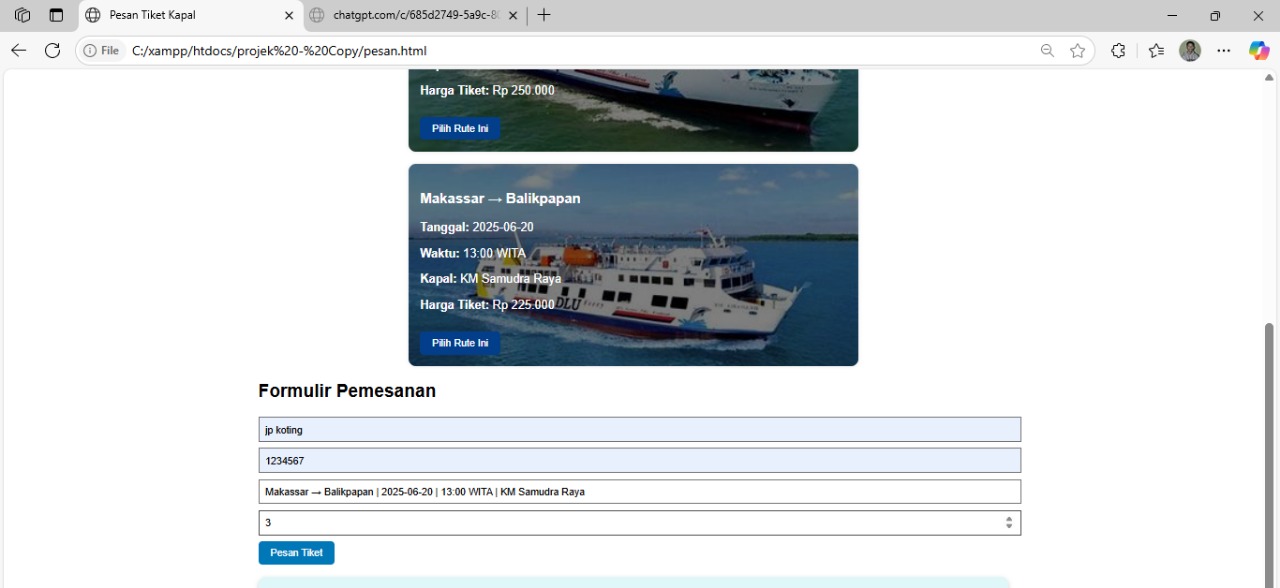 Pesan Tiket Kapal
chatgpt.com/c/685d2749-5a9c-80
File
C:/xampp/htdocs/projek%20-%20Copy/pesan.html
Harga Tiket: Rp 250.000
Pilih Rute Ini
Makassar → Balikpapan
Tanggal: 2025-06-20
Waktu: 13:00 WITA
Kapal: KM Samudra Raya
Harga Tiket: Rp 225.000
DLU
Pilih Rute Ini
Formulir Pemesanan
jp koting
1234567
Makassar → Balikpapan | 2025-06-20 | 13:00 WITA | KM Samudra Raya
3
Pesan Tiket